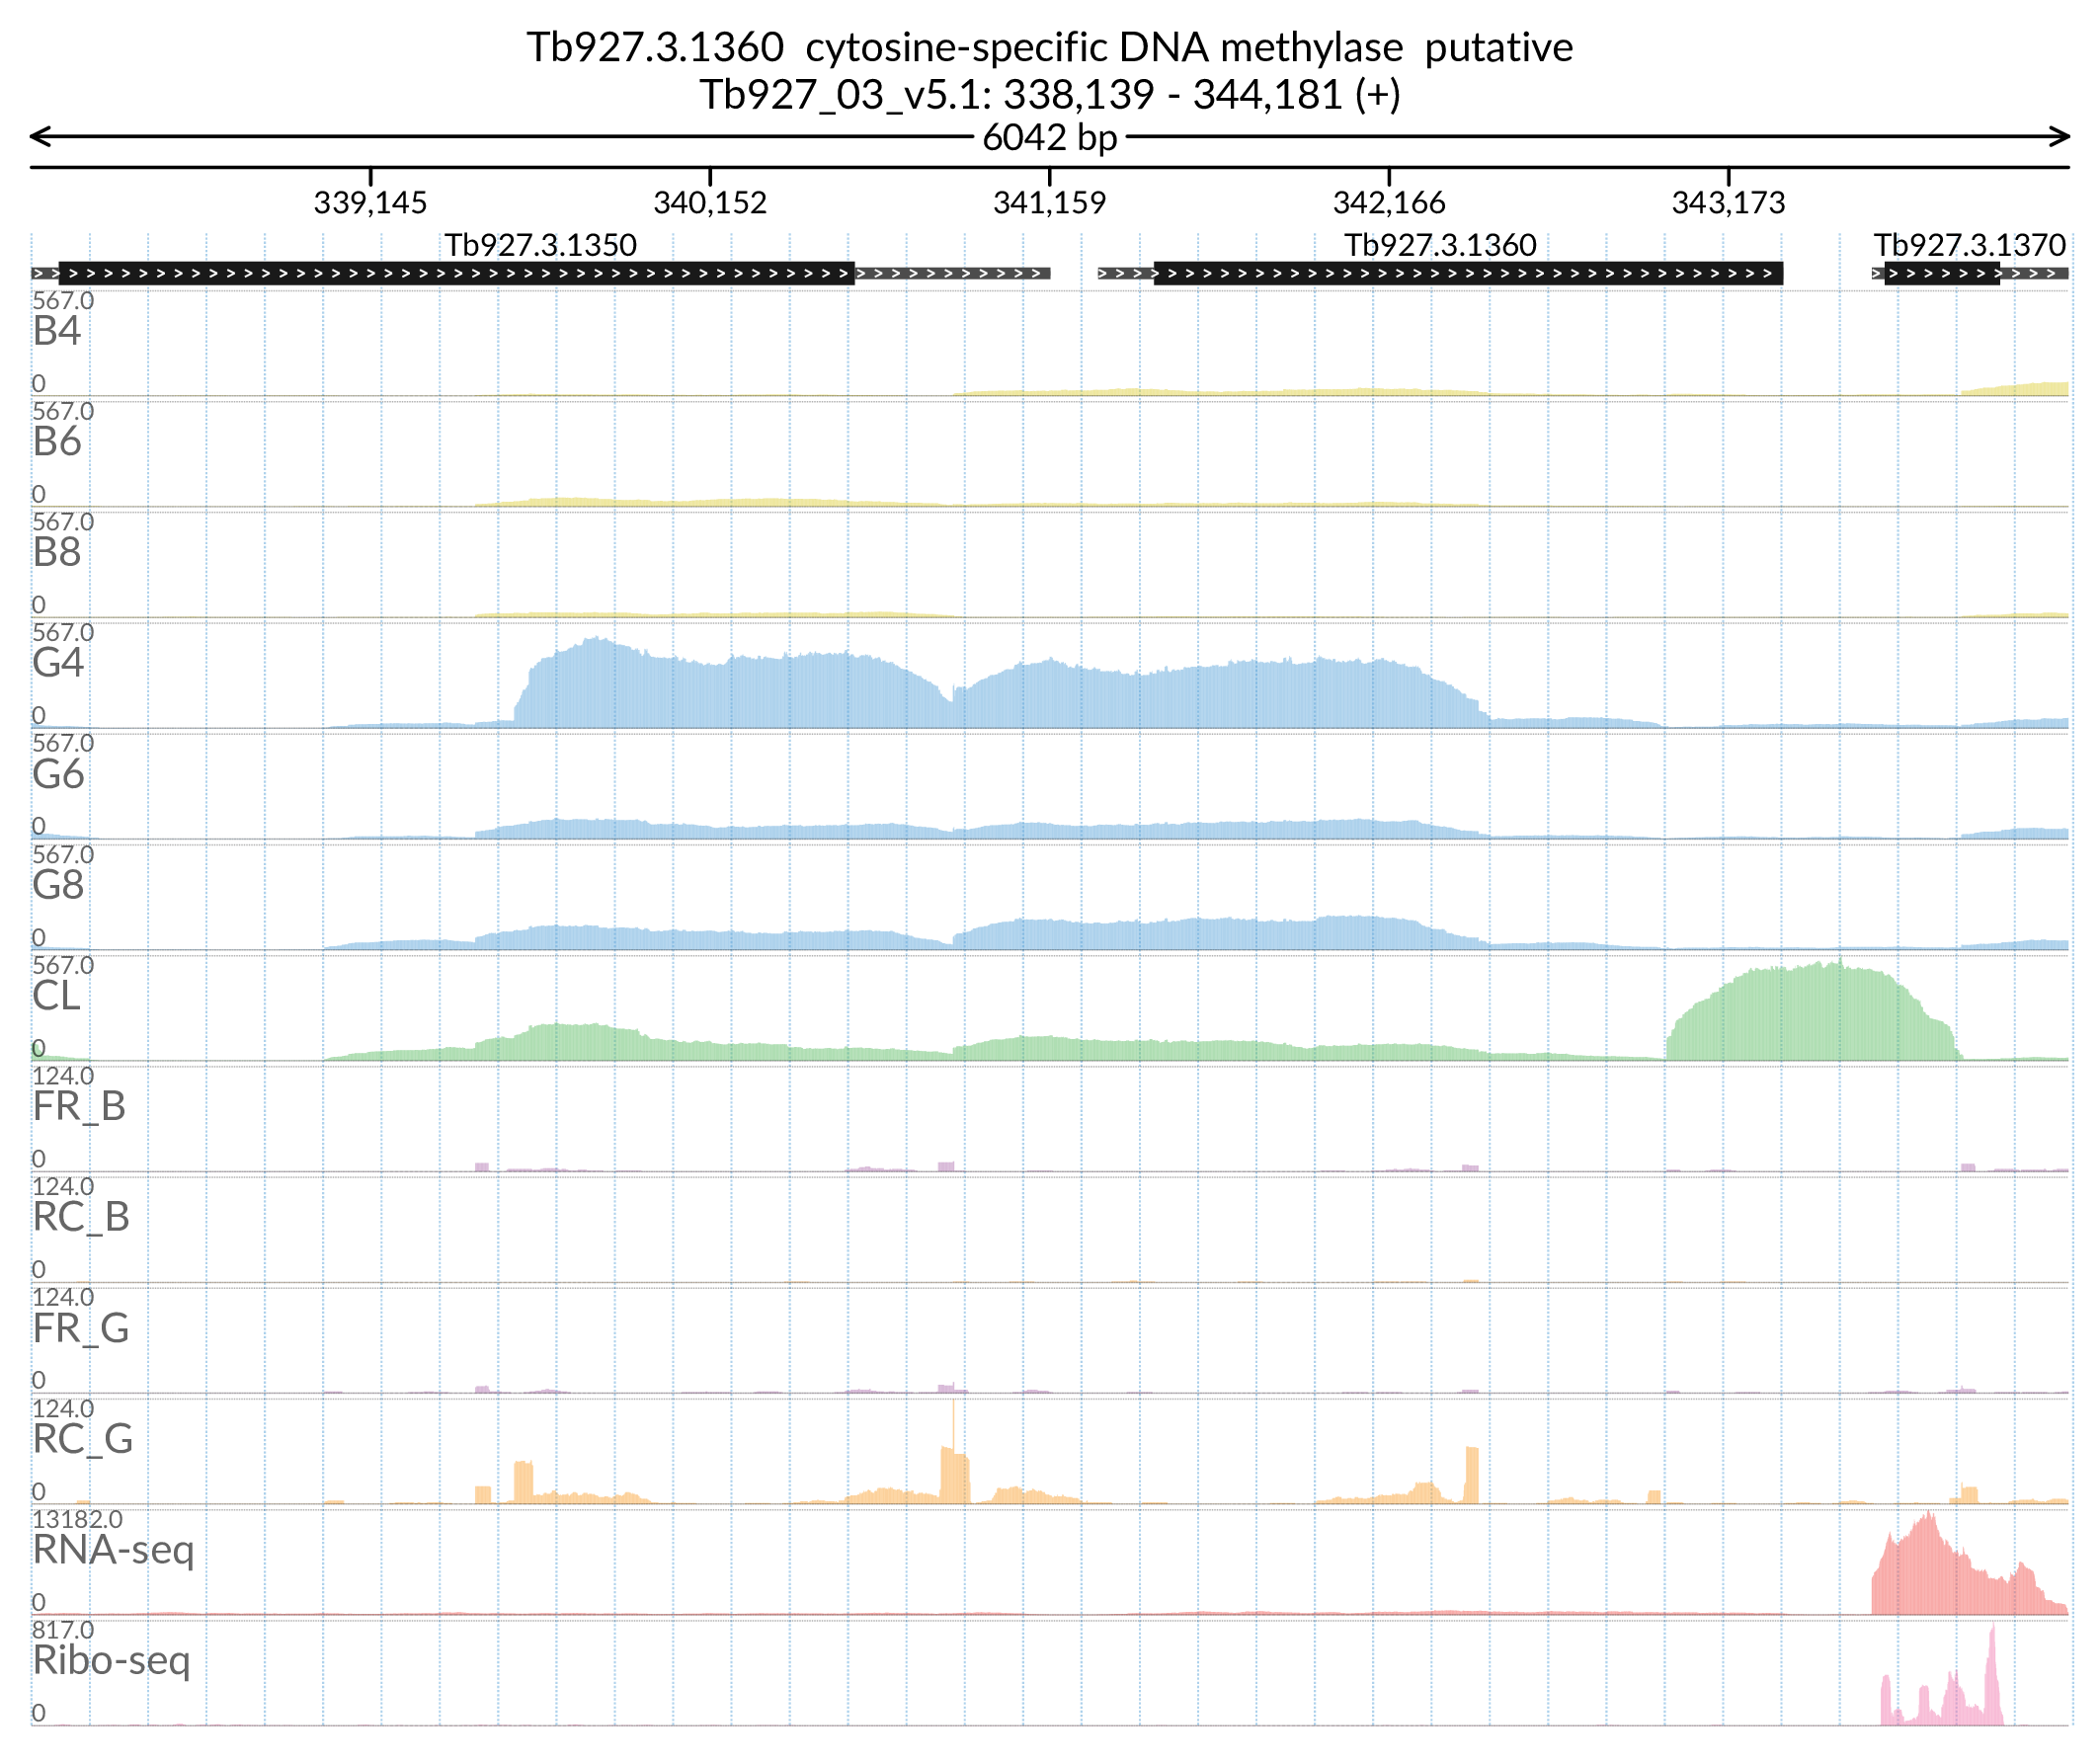 Tb927.3.1360  cytosine-specific DNA methylase  putative
Tb927_03_v5.1: 338,139 - 344,181 (+)
6042 bp
339,145 340,152 341,159 342,166 343,173
Tb927.3.1350 Tb927.3.1360 Tb927.3.1370
567.0
B4
0
567.0
B6
0
567.0
B8
0
567.0
G4
0
567.0
G6
0
567.0
G8
0
567.0
CL
0
124.0
FR_B
0
124.0
RC_B
0
124.0
FR_G
0
124.0
RC_G
0
13182.0
RNA-seq
0
817.0
Ribo-seq
0